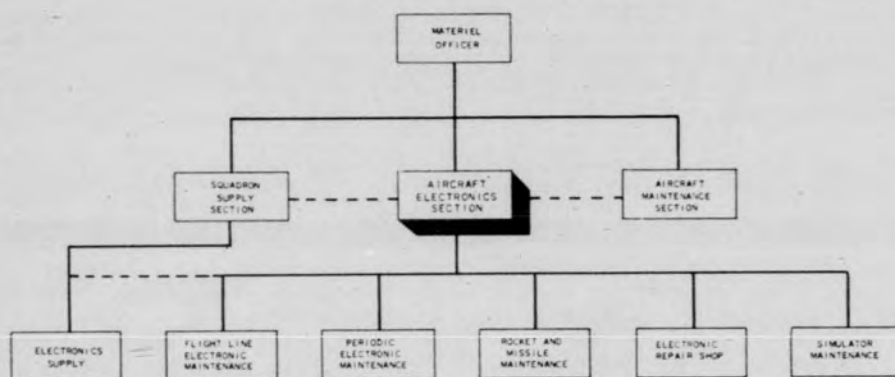 MATERIEL
OFFICER
SQUADRON
SUPPLY
SECTION
AIRCRAFT
ELECTRONICS
SECTION
AIRCRAFT
MAINTENANCE
SECTION
ELECTRONICS
SUPPLY
FLIGHT LINE
ELECTRONIC
MAINTENANCE
PERIODIC
ELECTRONIC
MAINTENANCE
ROCKET AND
MISSILE
MAINTENANCE
ELECTRONIC
REPAIR SHOP
SIMULATOR
MAINTENANCE